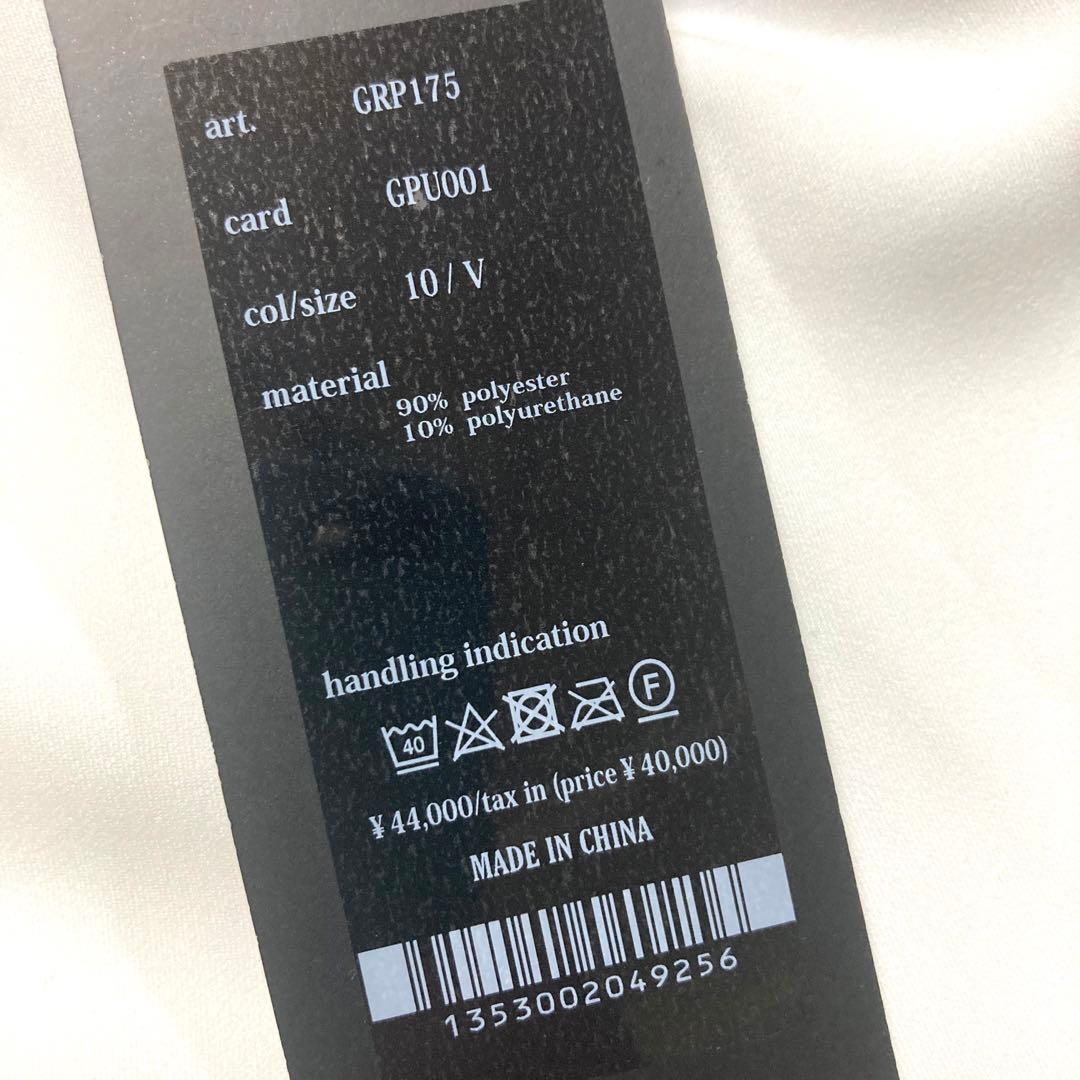 art. GRP175
card GPU001
col/size 10 / V
material 90% polyester
10% polyurethane
handling indication
40 F
¥44,000/tax in (price ¥40,000)
MADE IN CHINA
1353002049256